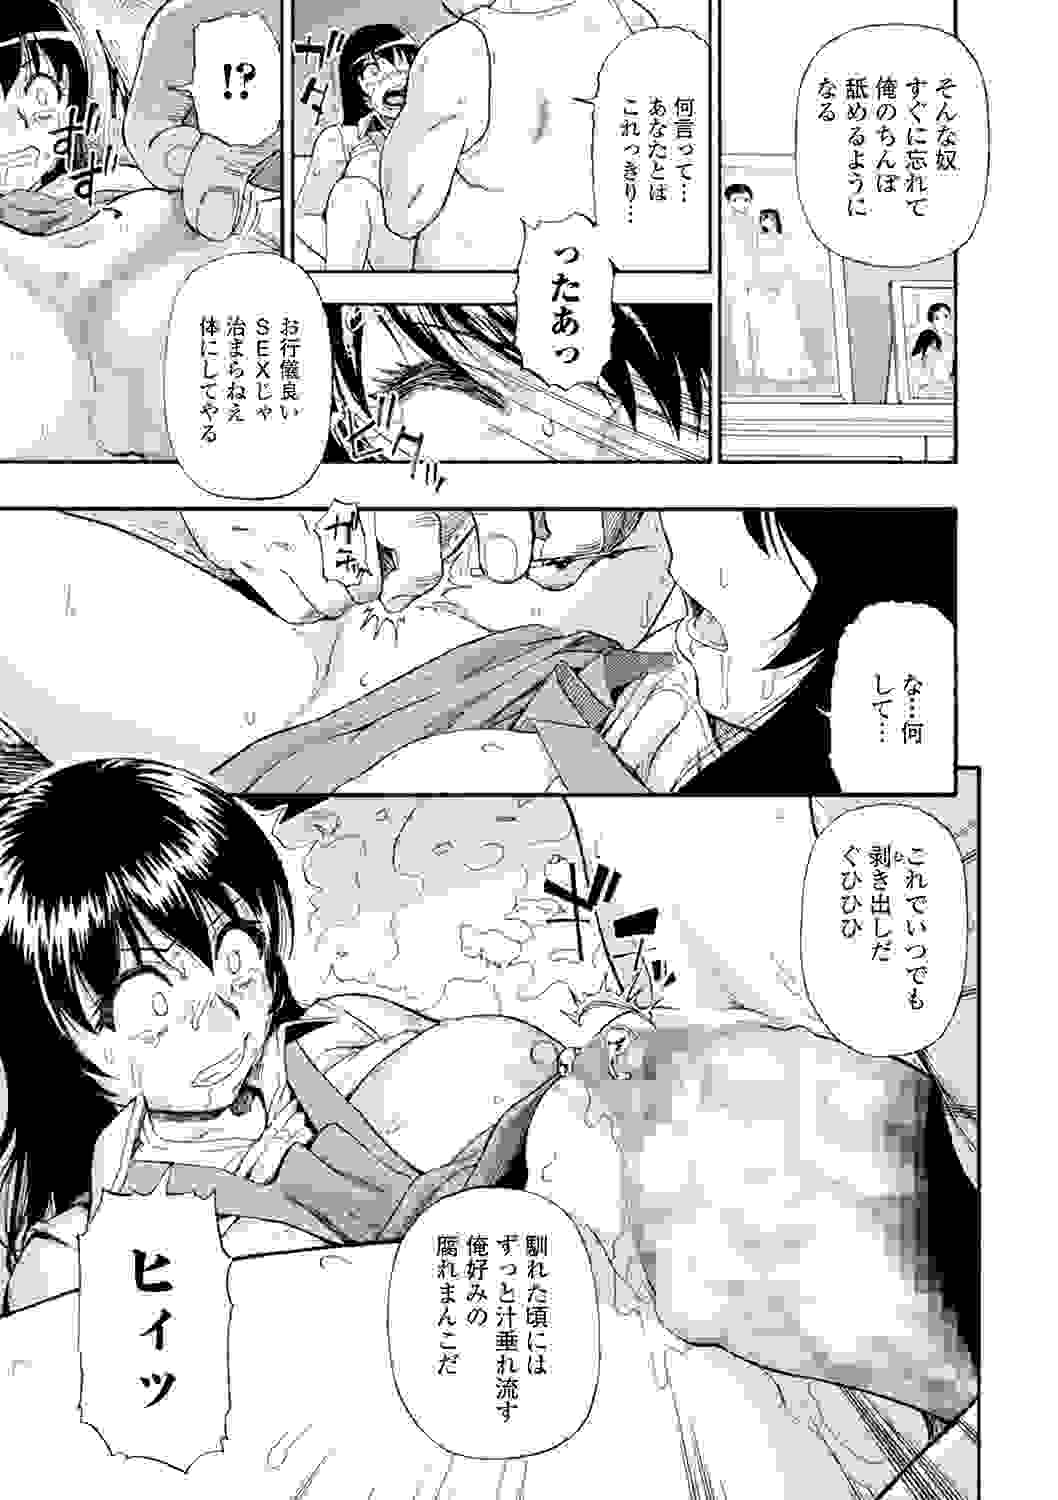 そんな奴
すぐに忘れて
俺のちんぽ
舐めるように
なる
何言って…
あなたとは
これっきり…
ったあっ
!?
お行儀良い
SEXじゃ
治まらねえ
体にしてやる
な…何
して…
これでいつでも
剥き出しだ
ぐひひひ
馴れた頃には
ずっと汁垂れ流す
俺好みの
腐れまんこだ
ヒィッ